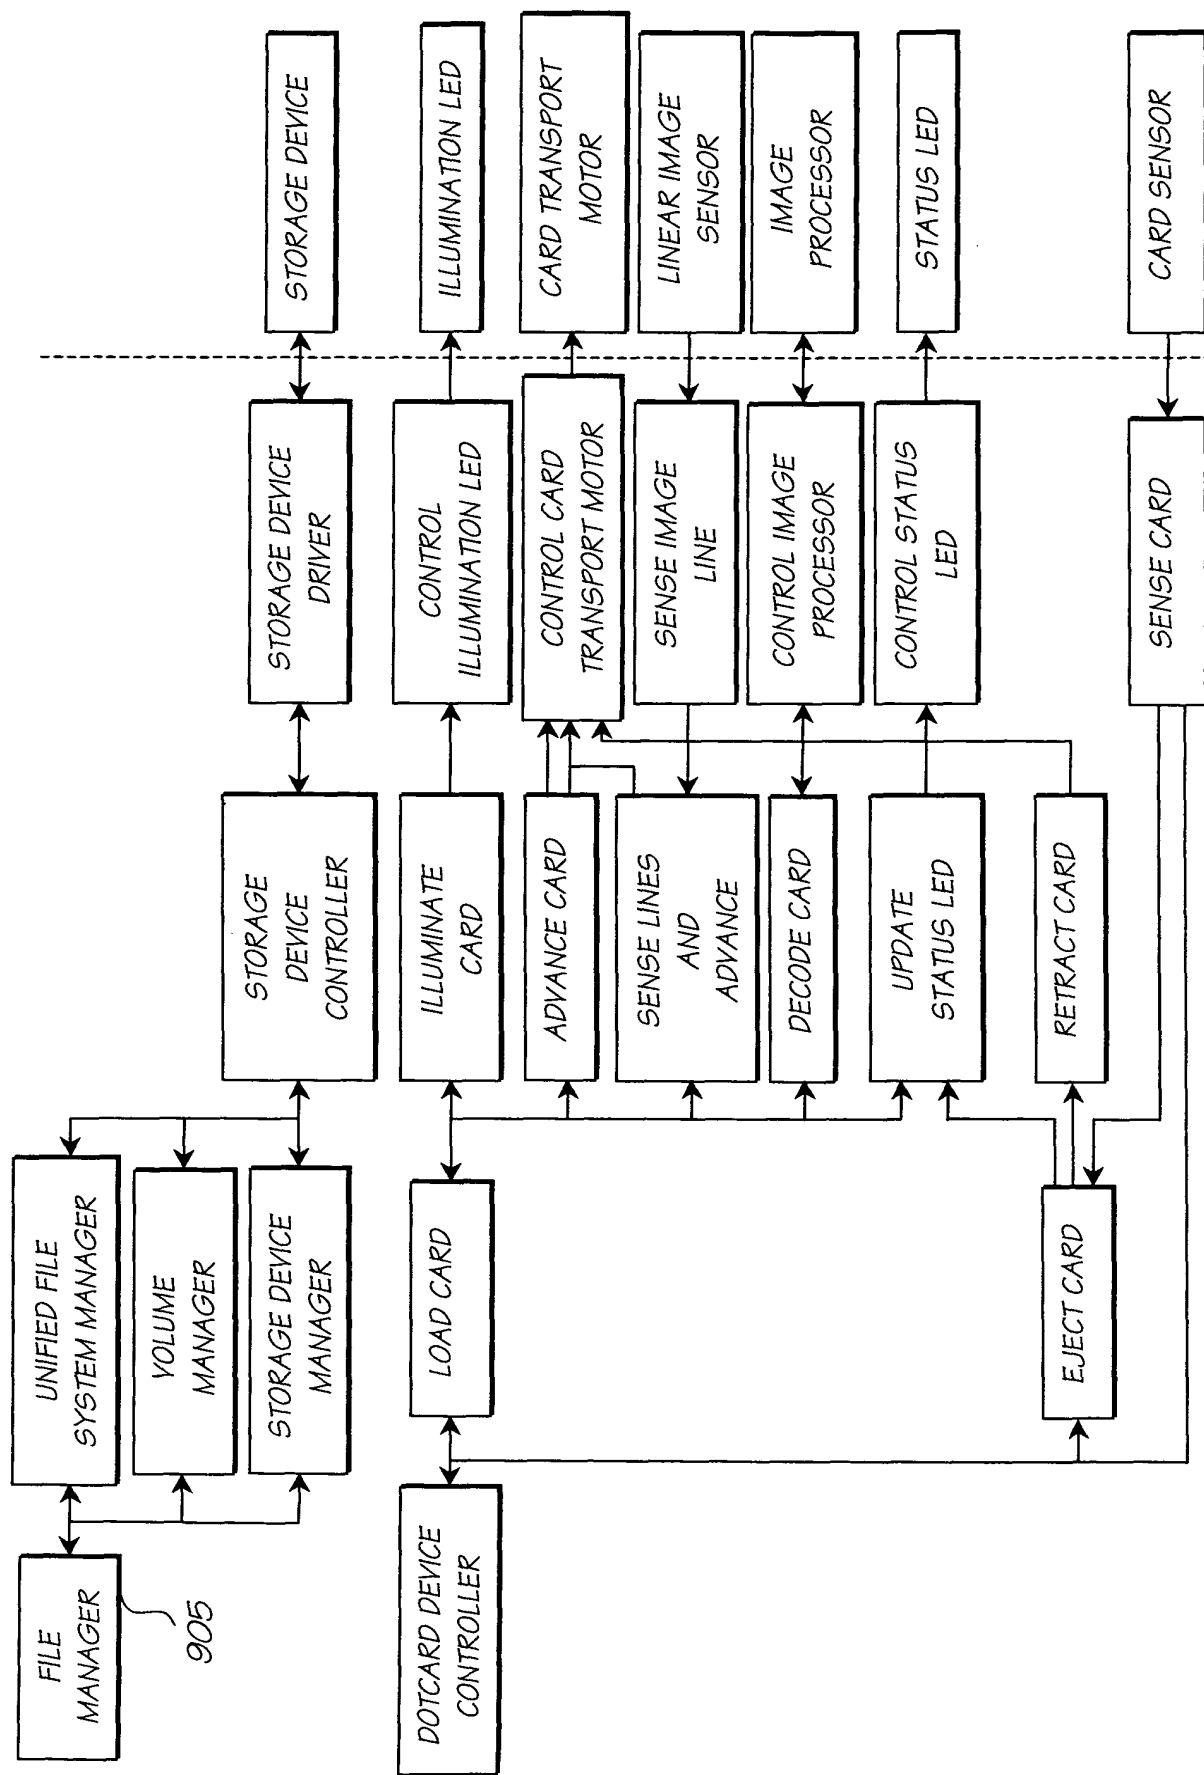 FILE
MANAGER
905
UNIFIED FILE
SYSTEM MANAGER
VOLUME
MANAGER
STORAGE DEVICE
MANAGER
STORAGE
DEVICE
CONTROLLER
STORAGE DEVICE
DRIVER
STORAGE DEVICE
DOTCARD DEVICE
CONTROLLER
LOAD CARD
ILLUMINATE
CARD
CONTROL
ILLUMINATION LED
ILLUMINATION LED
ADVANCE CARD
CONTROL CARD
TRANSPORT MOTOR
CARD TRANSPORT
MOTOR
SENSE LINES
AND
ADVANCE
SENSE IMAGE
LINE
LINEAR IMAGE
SENSOR
DECODE CARD
CONTROL IMAGE
PROCESSOR
IMAGE
PROCESSOR
UPDATE
STATUS LED
CONTROL STATUS
LED
STATUS LED
EJECT CARD
RETRACT CARD
SENSE CARD
CARD SENSOR